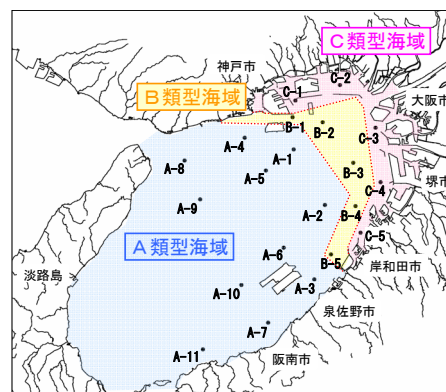 C類型海域
神戸市
C-2
B類型海域
C-1
大阪市
B-1
B-2
C-3
A-4
A-1
堺市
A-8
A-5
B-3
C-4
A-9
A-2
B-4
A類型海域
C-5
A-6
B-5
岸和田市
淡路島
A-3
A-10
泉佐野市
A-7
A-11
阪南市